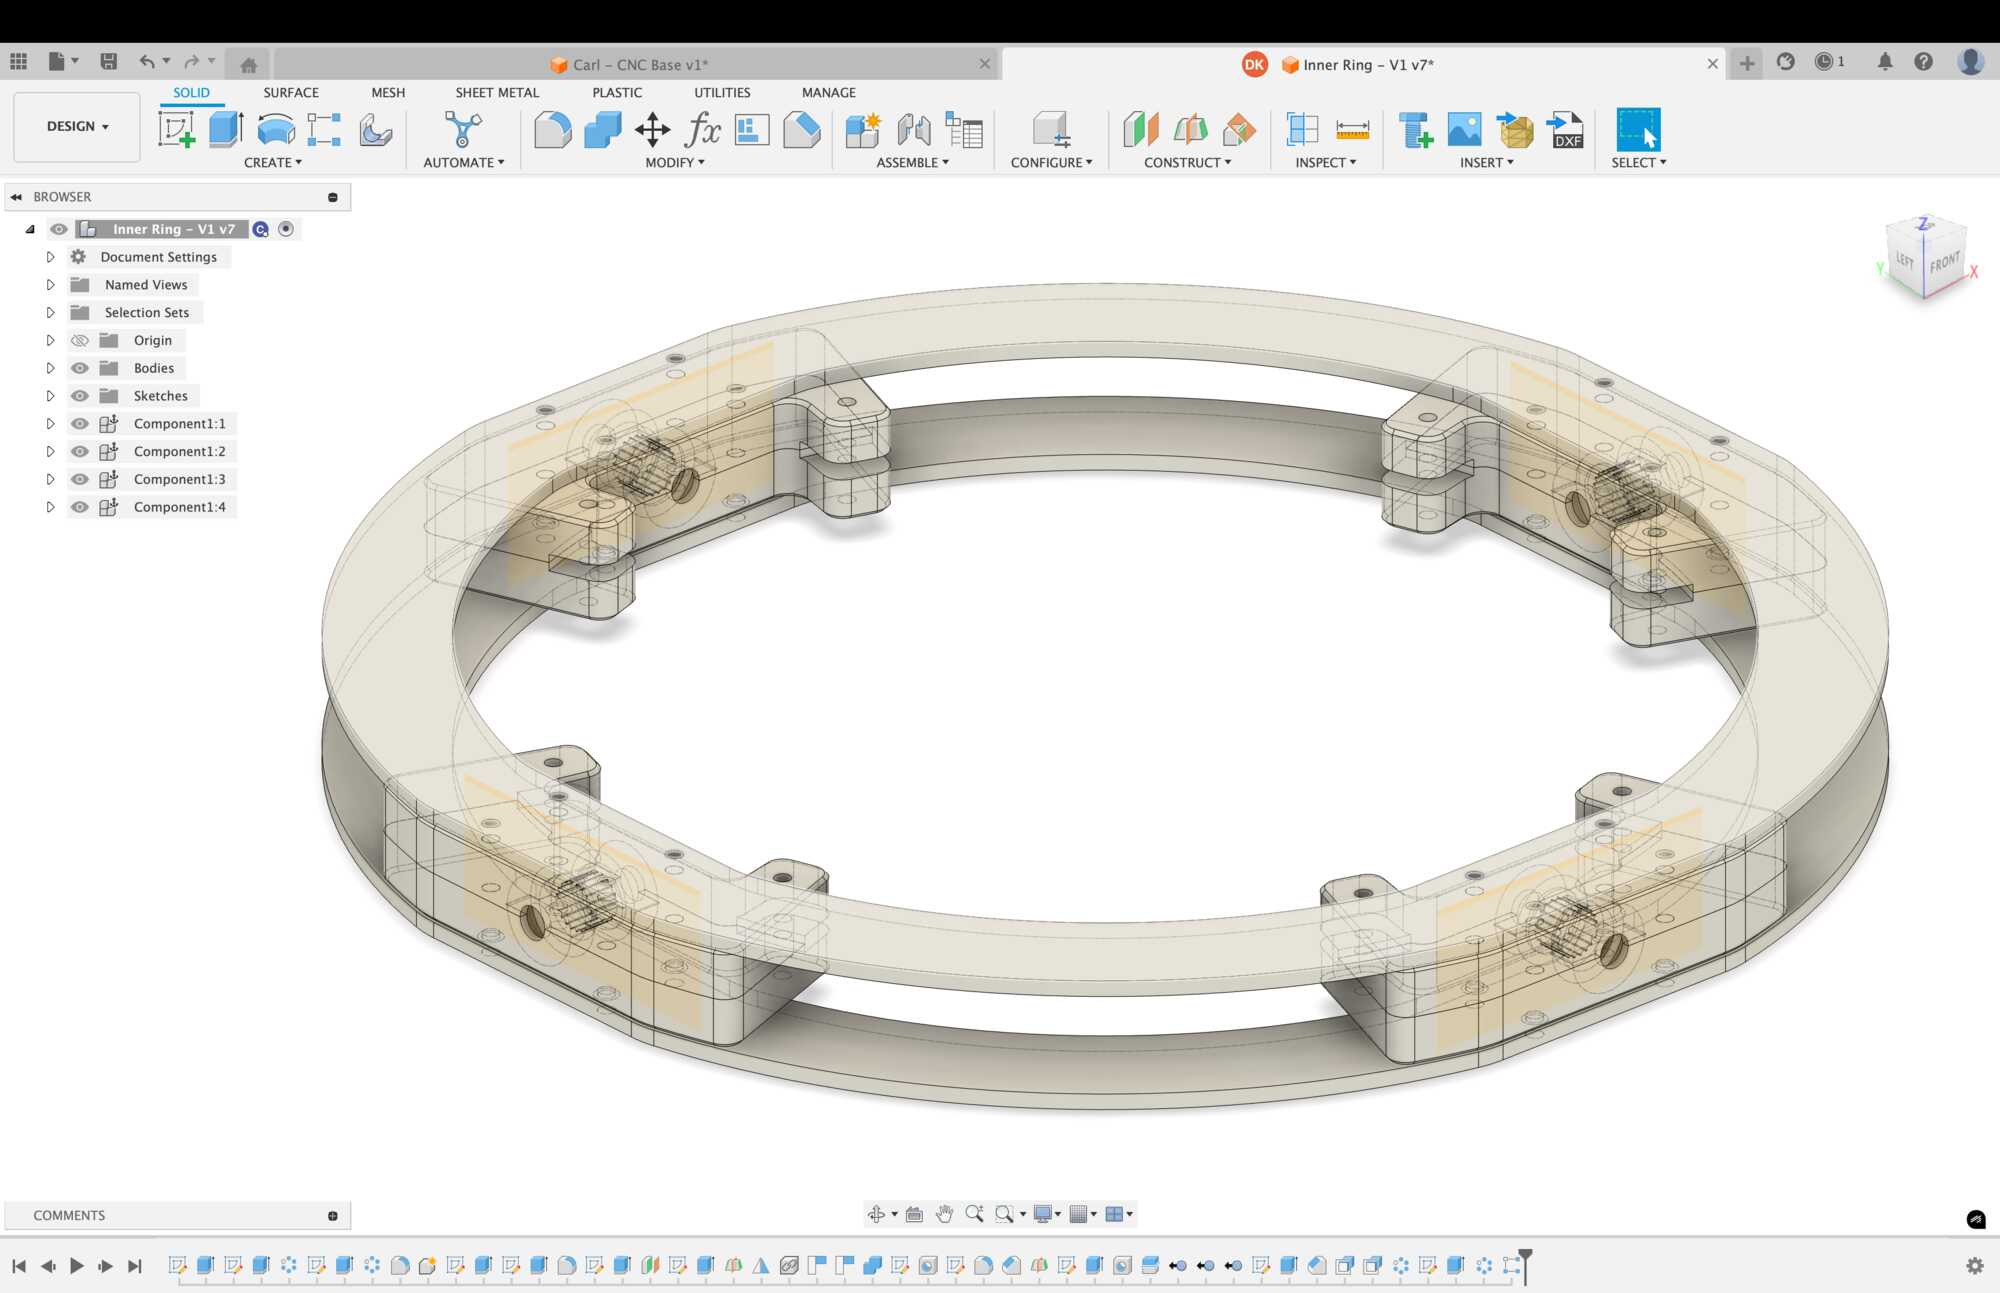 Carl – CNC Base v1*
DK
Inner Ring – V1 v7*
1
DESIGN
SOLID
SURFACE
MESH
SHEET METAL
PLASTIC
UTILITIES
MANAGE
fx
DXF
CREATE
AUTOMATE
MODIFY
ASSEMBLE
CONFIGURE
CONSTRUCT
INSPECT
INSERT
SELECT
BROWSER
Inner Ring – V1 v7
Document Settings
Named Views
Selection Sets
Origin
Bodies
Sketches
Component1:1
Component1:2
Component1:3
Component1:4
Z
LEFT
FRONT
Y
X
COMMENTS